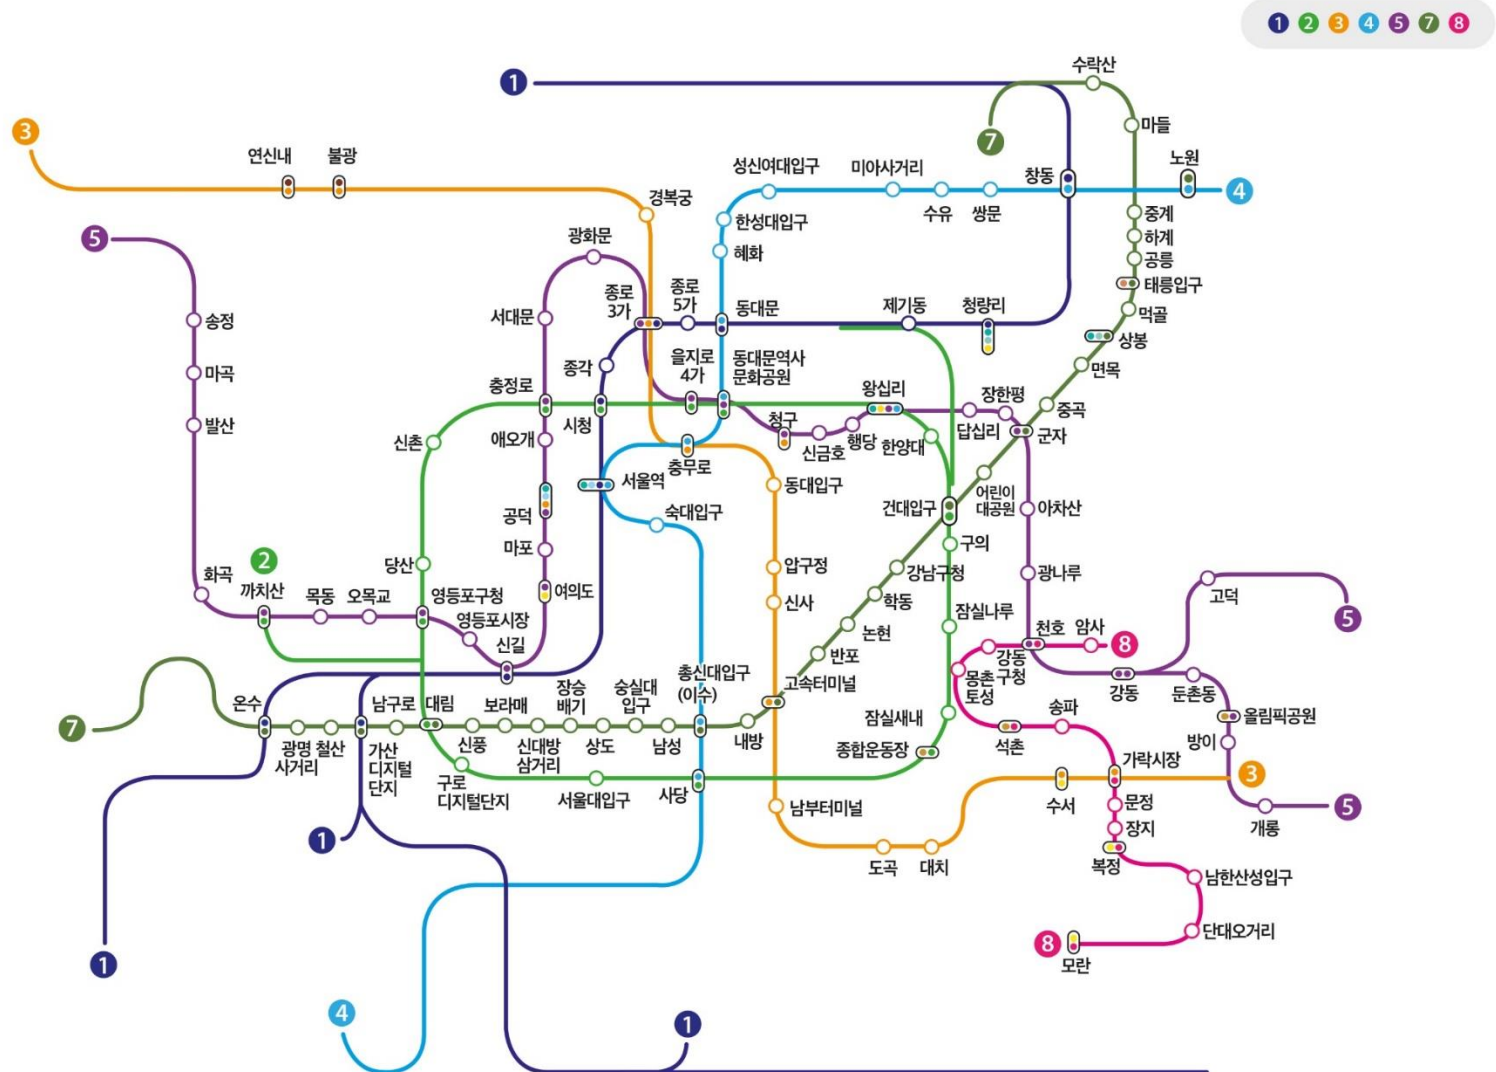 1 2 3 4 5 7 8
수락산
1
3
7
마들
연신내
불광
성신여대입구
미아사거리
창동
노원
4
경복궁
한성대입구
수유
쌍문
중계
5
광화문
혜화
하계
공릉
태릉입구
송정
서대문
종로
3가
종로
5가
동대문
제기동
청량리
먹골
상봉
마곡
종각
을지로
4가
동대문역사
문화공원
면목
충정로
왕십리
장한평
중곡
발산
시청
청구
신금호
행당
답십리
군자
신촌
애오개
충무로
한양대
서울역
동대입구
어린이
대공원
공덕
숙대입구
건대입구
아차산
마포
구의
2
당산
압구정
강남구청
광나루
화곡
까치산
목동
오목교
영등포구청
여의도
신사
학동
잠실나루
고덕
5
영등포시장
신길
논현
천호
암사
8
반포
강동
구청
총신대입구
(이수)
고속터미널
몽촌
토성
강동
둔촌동
7
온수
남구로
대림
보라매
장승
배기
숭실대
입구
잠실새내
송파
올림픽공원
광명
사거리
철산
가산
디지털
단지
신풍
신대방
삼거리
상도
남성
내방
종합운동장
석촌
방이
구로
디지털단지
서울대입구
사당
가락시장
3
남부터미널
수서
문정
개롱
5
1
장지
도곡
대치
복정
남한산성입구
단대오거리
1
8
모란
4
1